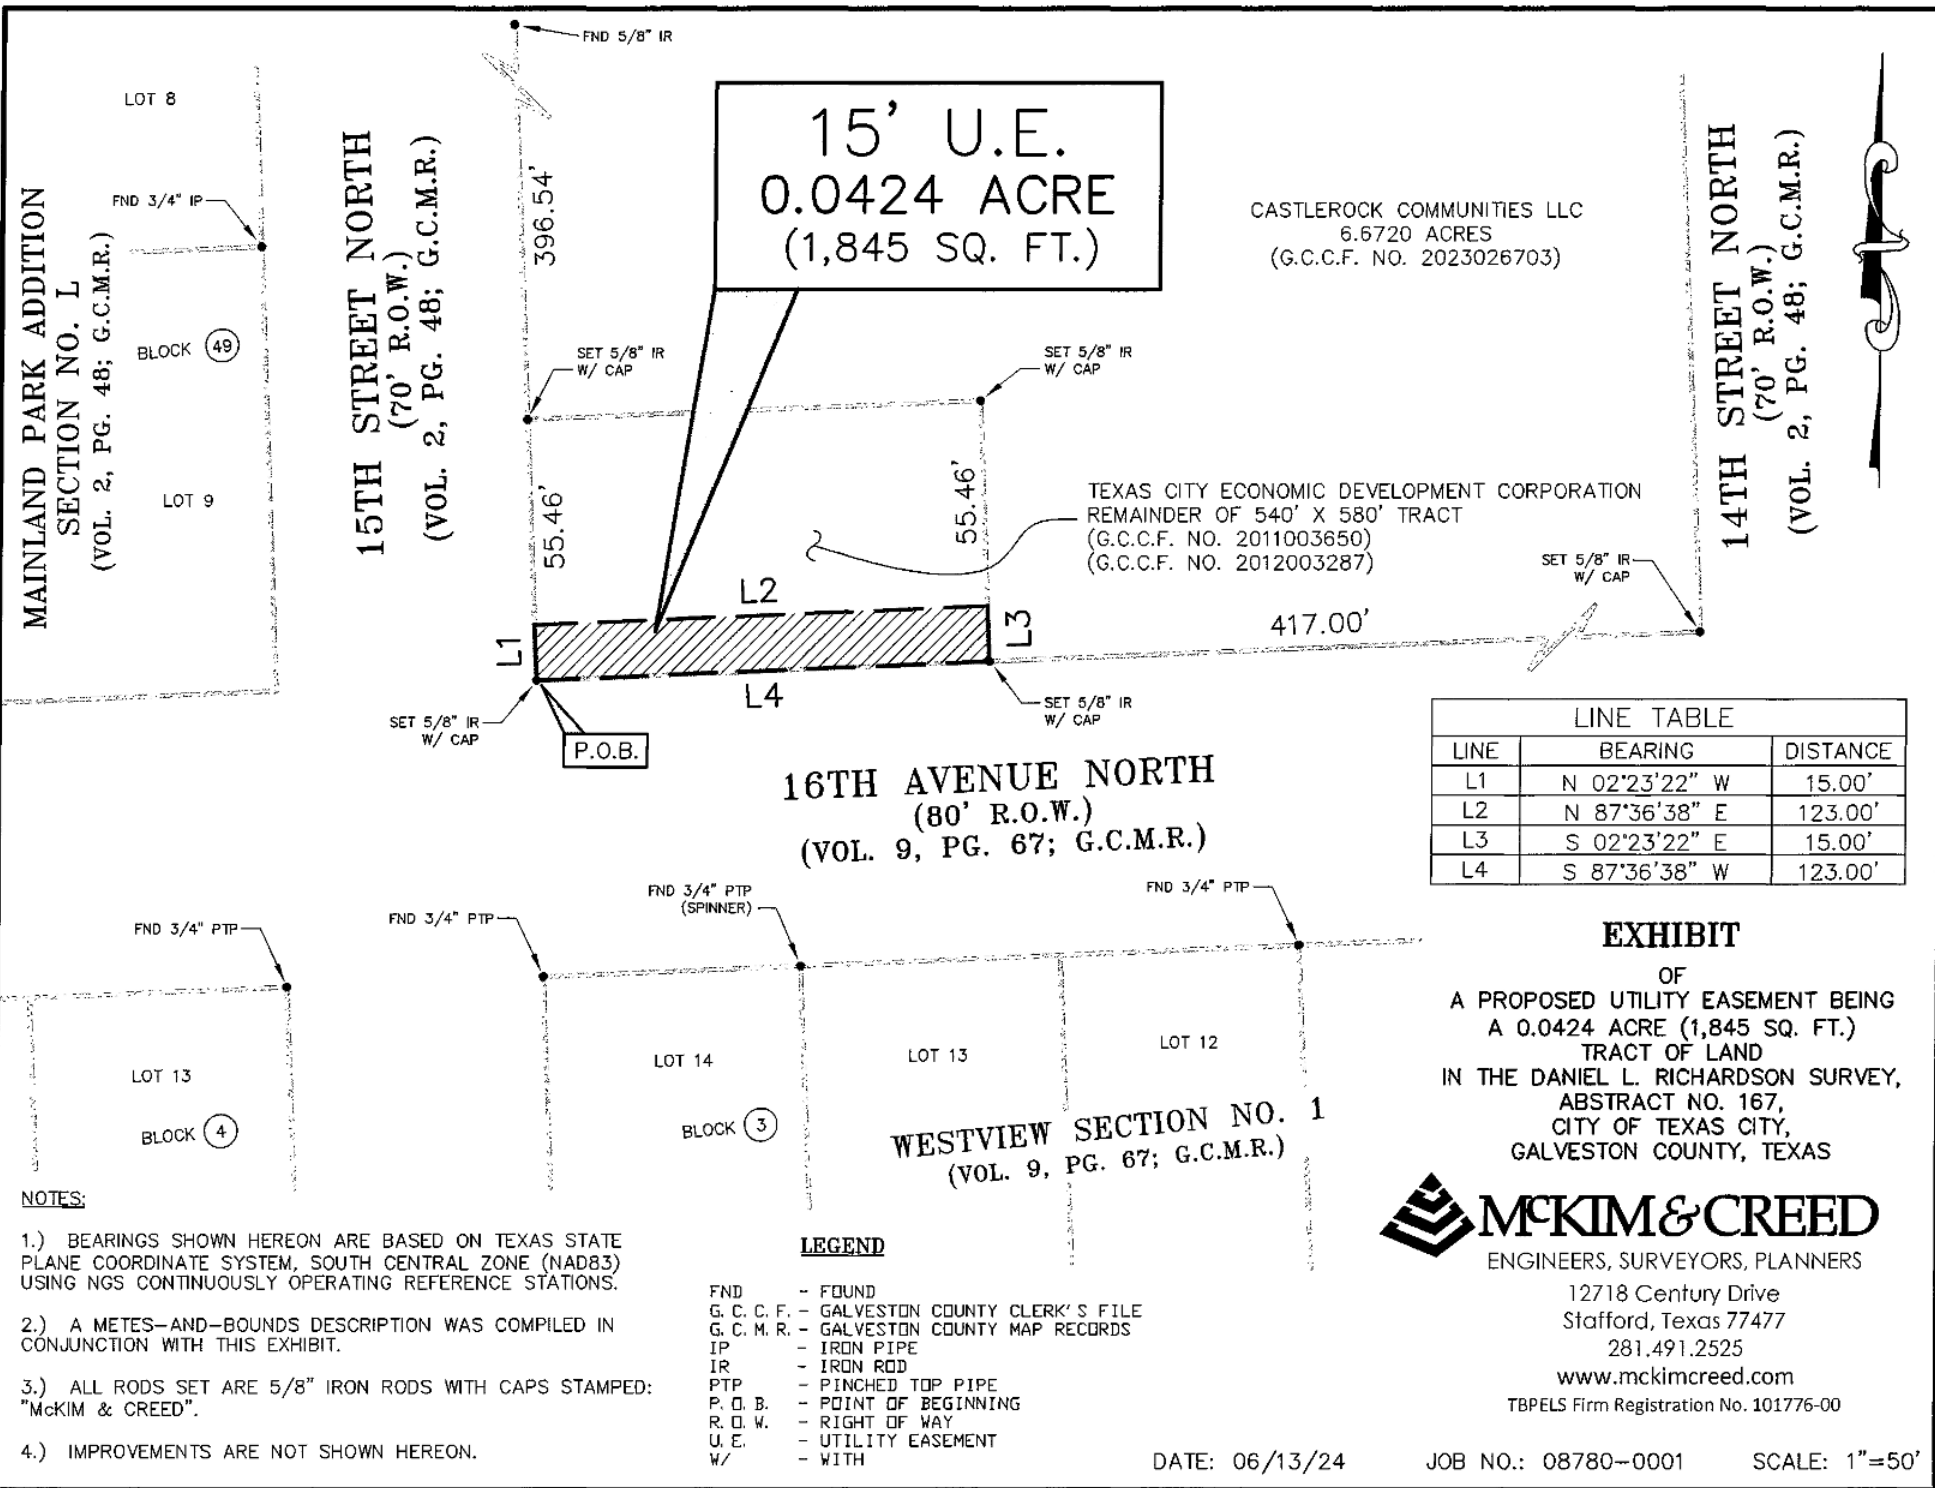 FND 5/8" IR
LOT 8
FND 3/4" IP
MAINLAND PARK ADDITION
SECTION NO. L
(VOL. 2, PG. 48; G.C.M.R.)
BLOCK 49
LOT 9
15TH STREET NORTH
(70' R.O.W.)
(VOL. 2, PG. 48; G.C.M.R.)
396.54'
15' U.E.
0.0424 ACRE
(1,845 SQ. FT.)
CASTLEROCK COMMUNITIES LLC
6.6720 ACRES
(G.C.C.F. NO. 2023026703)
14TH STREET NORTH
(70' R.O.W.)
(VOL. 2, PG. 48; G.C.M.R.)
SET 5/8" IR
W/ CAP
SET 5/8" IR
W/ CAP
55.46'
55.46'
TEXAS CITY ECONOMIC DEVELOPMENT CORPORATION
REMAINDER OF 540' X 580' TRACT
(G.C.C.F. NO. 2011003650)
(G.C.C.F. NO. 2012003287)
SET 5/8" IR
W/ CAP
L2
L1
L3
L4
417.00'
SET 5/8" IR
W/ CAP
P.O.B.
SET 5/8" IR
W/ CAP
16TH AVENUE NORTH
(80' R.O.W.)
(VOL. 9, PG. 67; G.C.M.R.)
LINE TABLE
LINE BEARING DISTANCE
L1 N 02°23'22" W 15.00'
L2 N 87°36'38" E 123.00'
L3 S 02°23'22" E 15.00'
L4 S 87°36'38" W 123.00'
FND 3/4" PTP
FND 3/4" PTP
FND 3/4" PTP
(SPINNER)
FND 3/4" PTP
LOT 13
BLOCK 4
LOT 14
BLOCK 3
LOT 13
LOT 12
WESTVIEW SECTION NO. 1
(VOL. 9, PG. 67; G.C.M.R.)
EXHIBIT
OF
A PROPOSED UTILITY EASEMENT BEING
A 0.0424 ACRE (1,845 SQ. FT.)
TRACT OF LAND
IN THE DANIEL L. RICHARDSON SURVEY,
ABSTRACT NO. 167,
CITY OF TEXAS CITY,
GALVESTON COUNTY, TEXAS
McKIM & CREED
ENGINEERS, SURVEYORS, PLANNERS
12718 Century Drive
Stafford, Texas 77477
281.491.2525
www.mckimcreed.com
TBPELS Firm Registration No. 101776-00
NOTES:
1.) BEARINGS SHOWN HEREON ARE BASED ON TEXAS STATE
PLANE COORDINATE SYSTEM, SOUTH CENTRAL ZONE (NAD83)
USING NGS CONTINUOUSLY OPERATING REFERENCE STATIONS.
2.) A METES-AND-BOUNDS DESCRIPTION WAS COMPILED IN
CONJUNCTION WITH THIS EXHIBIT.
3.) ALL RODS SET ARE 5/8" IRON RODS WITH CAPS STAMPED:
"McKIM & CREED".
4.) IMPROVEMENTS ARE NOT SHOWN HEREON.
LEGEND
FND - FOUND
G.C.C.F. - GALVESTON COUNTY CLERK'S FILE
G.C.M.R. - GALVESTON COUNTY MAP RECORDS
IP - IRON PIPE
IR - IRON ROD
PTP - PINCHED TOP PIPE
P.O.B. - POINT OF BEGINNING
R.O.W. - RIGHT OF WAY
U.E. - UTILITY EASEMENT
W/ - WITH
DATE: 06/13/24 JOB NO.: 08780-0001 SCALE: 1"=50'